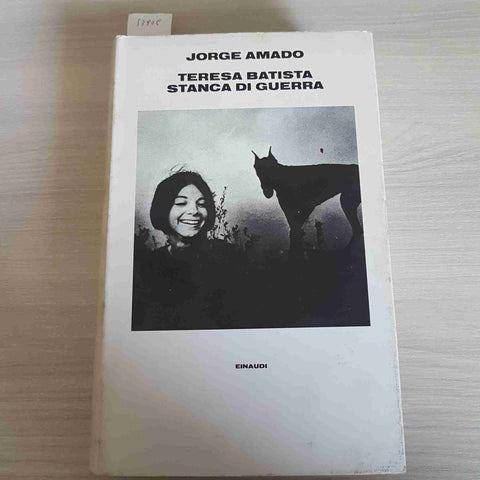 JORGE AMADO
TERESA BATISTA
STANCA DI GUERRA
EINAUDI